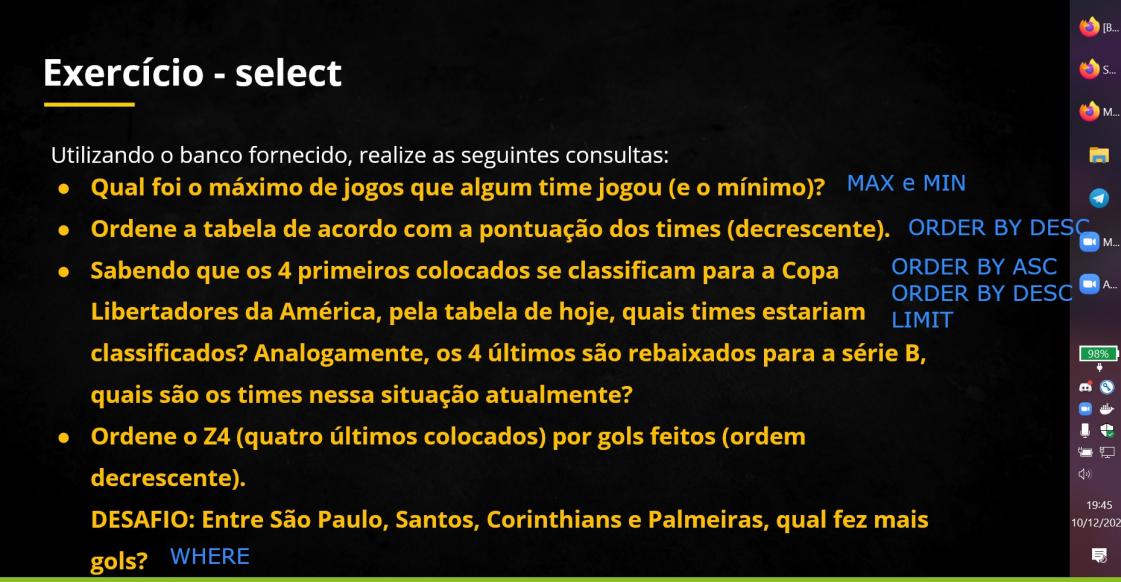 Exercício - select
Utilizando o banco fornecido, realize as seguintes consultas:
● Qual foi o máximo de jogos que algum time jogou (e o mínimo)? MAX e MIN
● Ordene a tabela de acordo com a pontuação dos times (decrescente). ORDER BY DESC
● Sabendo que os 4 primeiros colocados se classificam para a Copa
Libertadores da América, pela tabela de hoje, quais times estariam
classificados? Analogamente, os 4 últimos são rebaixados para a série B,
quais são os times nessa situação atualmente?
ORDER BY ASC
ORDER BY DESC
LIMIT
● Ordene o Z4 (quatro últimos colocados) por gols feitos (ordem
decrescente).
DESAFIO: Entre São Paulo, Santos, Corinthians e Palmeiras, qual fez mais
gols? WHERE
[B...
S...
M...
M...
A...
98%
19:45
10/12/202